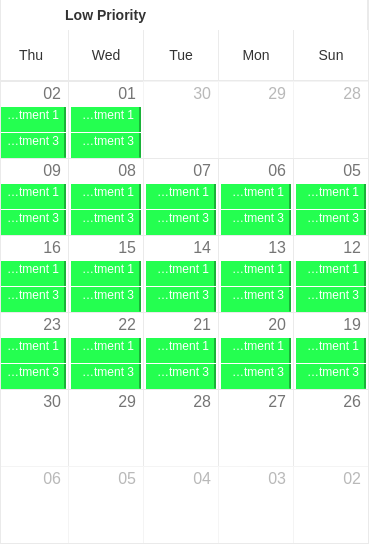 Low Priority
Thu Wed Tue Mon Sun
02 01 30 29 28
...tment 1 ...tment 1
...tment 3 ...tment 3
09 08 07 06 05
...tment 1 ...tment 1 ...tment 1 ...tment 1 ...tment 1
...tment 3 ...tment 3 ...tment 3 ...tment 3 ...tment 3
16 15 14 13 12
...tment 1 ...tment 1 ...tment 1 ...tment 1 ...tment 1
...tment 3 ...tment 3 ...tment 3 ...tment 3 ...tment 3
23 22 21 20 19
...tment 1 ...tment 1 ...tment 1 ...tment 1 ...tment 1
...tment 3 ...tment 3 ...tment 3 ...tment 3 ...tment 3
30 29 28 27 26
06 05 04 03 02